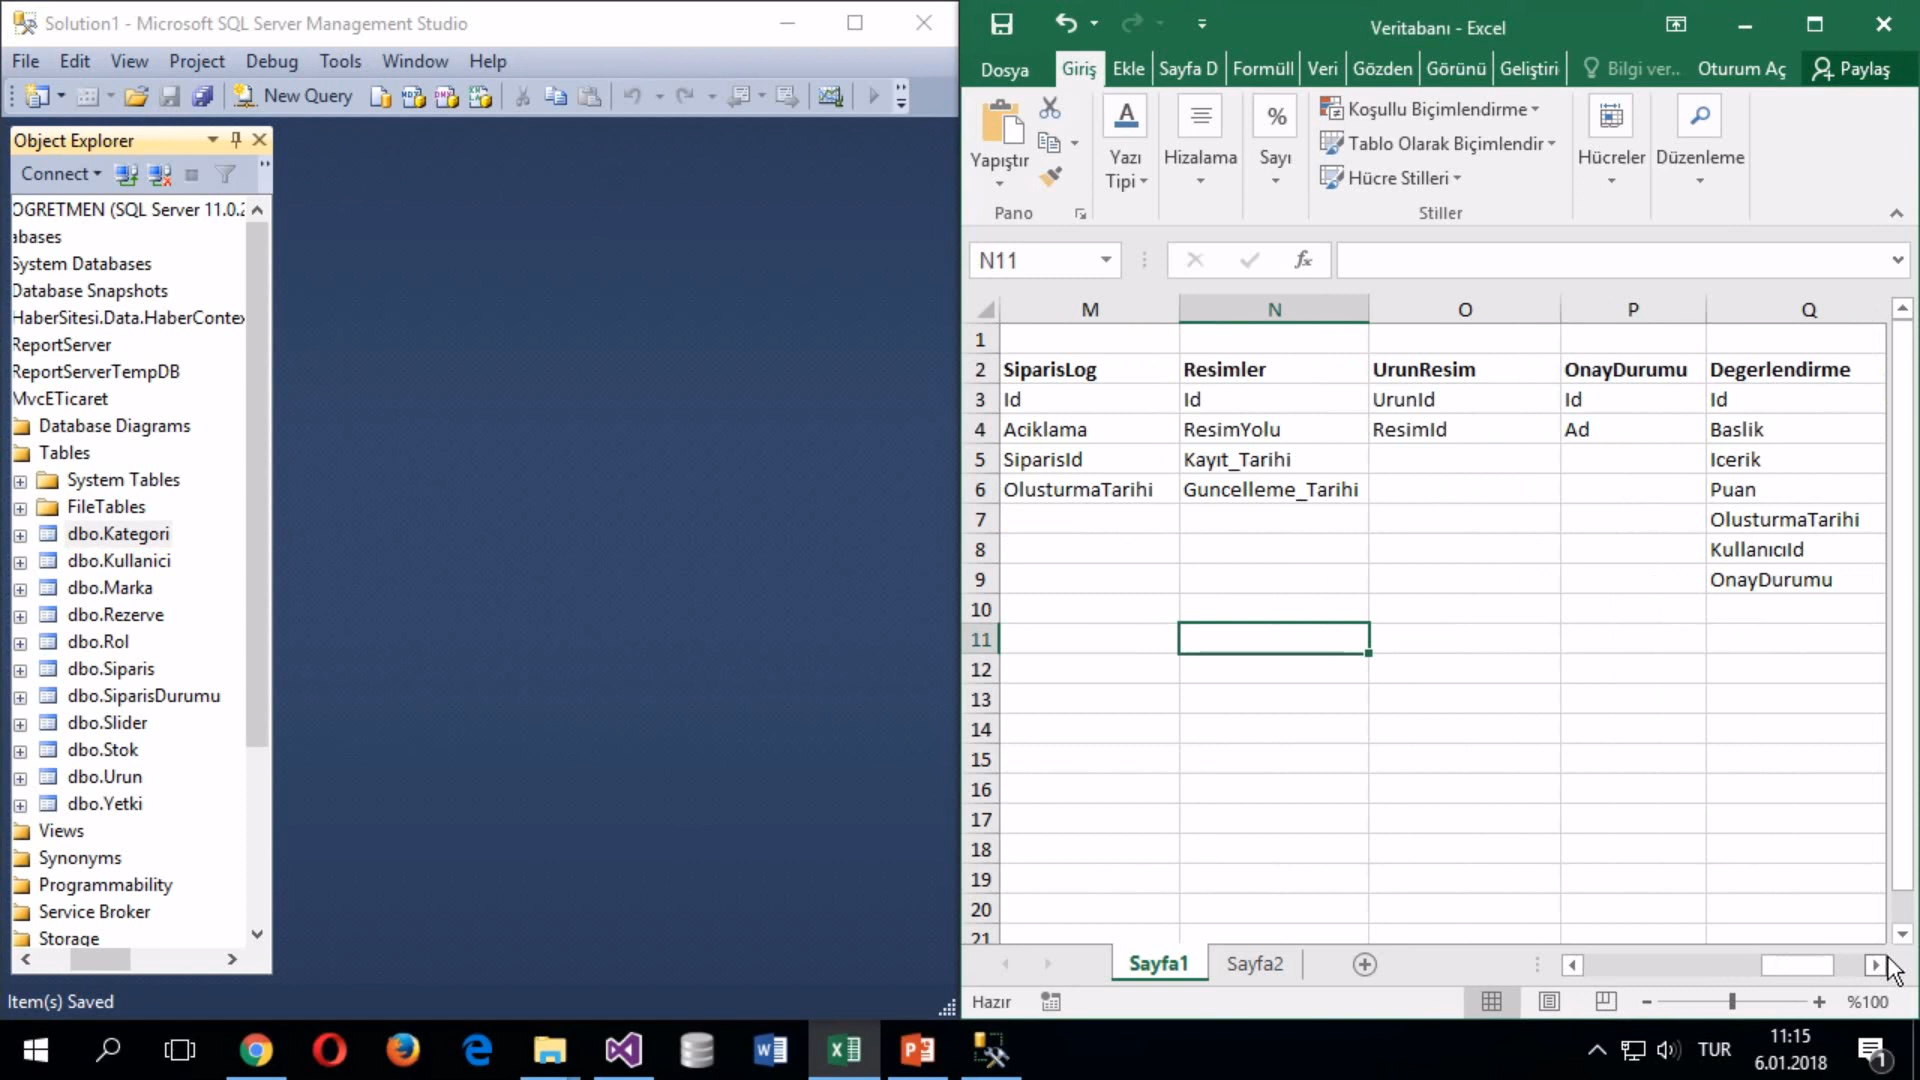 Solution1 - Microsoft SQL Server Management Studio
File Edit View Project Debug Tools Window Help
New Query
Object Explorer
Connect
OGRETMEN (SQL Server 11.0.2
abases
System Databases
Database Snapshots
HaberSitesi.Data.HaberContex
ReportServer
ReportServerTempDB
MvcETicaret
Database Diagrams
Tables
System Tables
FileTables
dbo.Kategori
dbo.Kullanici
dbo.Marka
dbo.Rezerve
dbo.Rol
dbo.Siparis
dbo.SiparisDurumu
dbo.Slider
dbo.Stok
dbo.Urun
dbo.Yetki
Views
Synonyms
Programmability
Service Broker
Storage
Item(s) Saved
Veritabanı - Excel
Dosya Giriş Ekle Sayfa D Formüll Veri Gözden Görünü Geliştiri Bilgi ver.. Oturum Aç Paylaş
Yapıştır
Yazı Tipi
Hizalama
Sayı
%
Koşullu Biçimlendirme
Tablo Olarak Biçimlendir
Hücre Stilleri
Hücreler
Düzenleme
Pano
Stiller
N11
fx
M N O P Q
1
2 SiparisLog Resimler UrunResim OnayDurumu Degerlendirme
3 Id Id UrunId Id Id
4 Aciklama ResimYolu ResimId Ad Baslik
5 SiparisId Kayıt_Tarihi Icerik
6 OlusturmaTarihi Guncelleme_Tarihi Puan
7 OlusturmaTarihi
8 KullanıcıId
9 OnayDurumu
10
11
12
13
14
15
16
17
18
19
20
21
Sayfa1 Sayfa2
Hazır
%100
TUR
11:15
6.01.2018
1